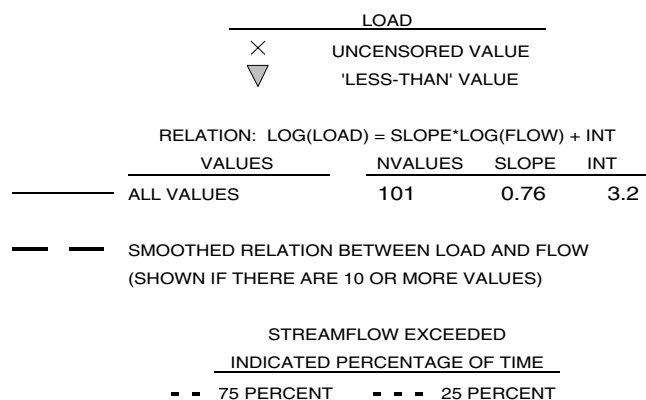 LOAD
UNCENSORED VALUE
'LESS-THAN' VALUE
RELATION: LOG(LOAD) = SLOPE*LOG(FLOW) + INT
VALUES NVALUES SLOPE INT
ALL VALUES 101 0.76 3.2
SMOOTHED RELATION BETWEEN LOAD AND FLOW
(SHOWN IF THERE ARE 10 OR MORE VALUES)
STREAMFLOW EXCEEDED
INDICATED PERCENTAGE OF TIME
75 PERCENT 25 PERCENT